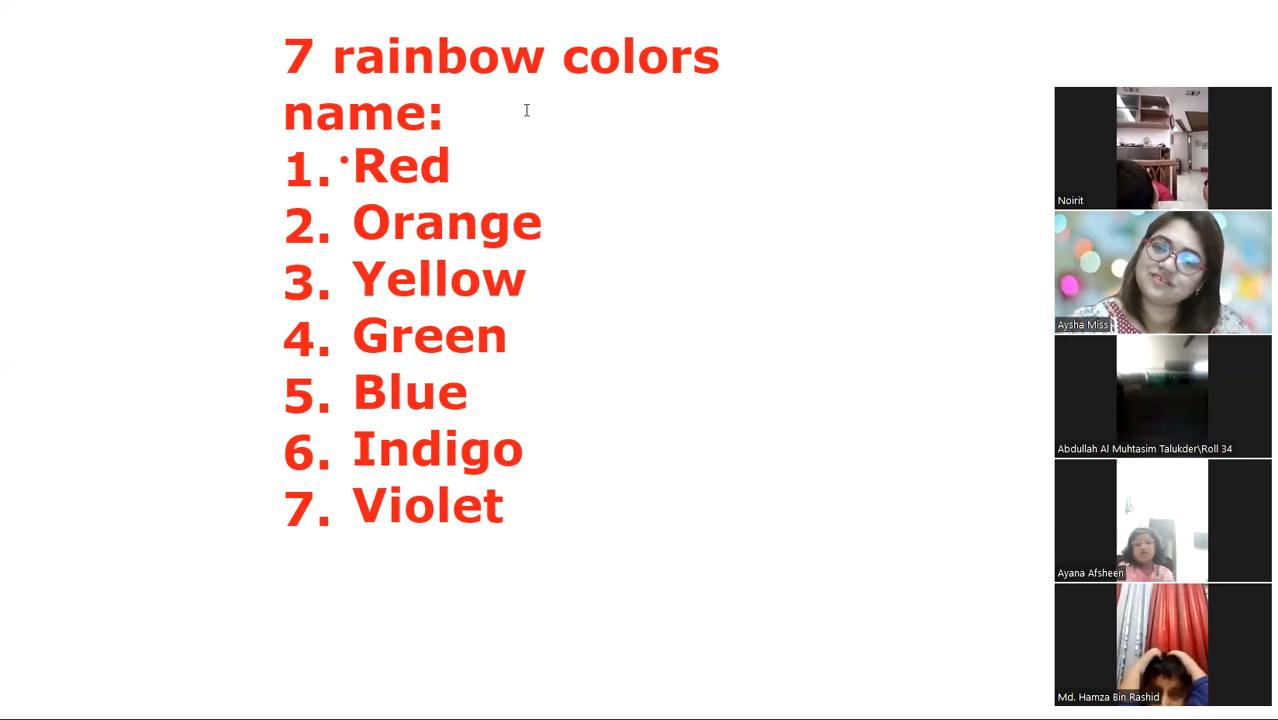 7 rainbow colors
name:
1. Red
2. Orange
3. Yellow
4. Green
5. Blue
6. Indigo
7. Violet
Noirit
Aysha Miss
Abdullah Al Muhtasim Talukder\Roll 34
Ayana Afsheen
Md. Hamza Bin Rashid